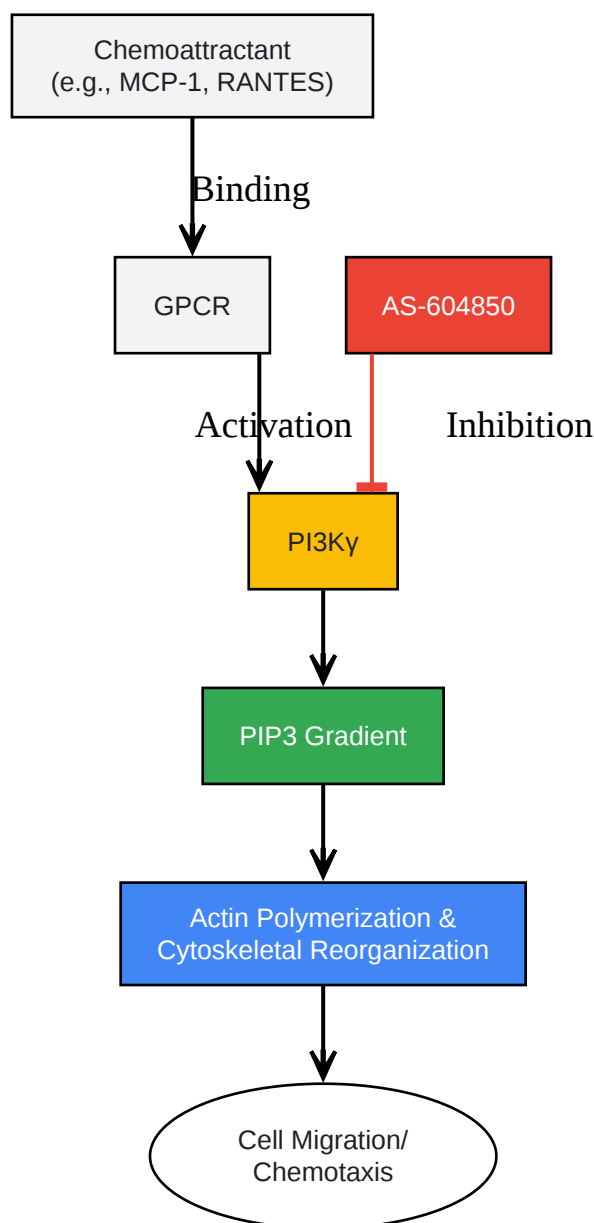 Chemoattractant
(e.g., MCP-1, RANTES)
Binding
GPCR
AS-604850
Activation
Inhibition
PI3Kγ
PIP3 Gradient
Actin Polymerization &
Cytoskeletal Reorganization
Cell Migration/
Chemotaxis